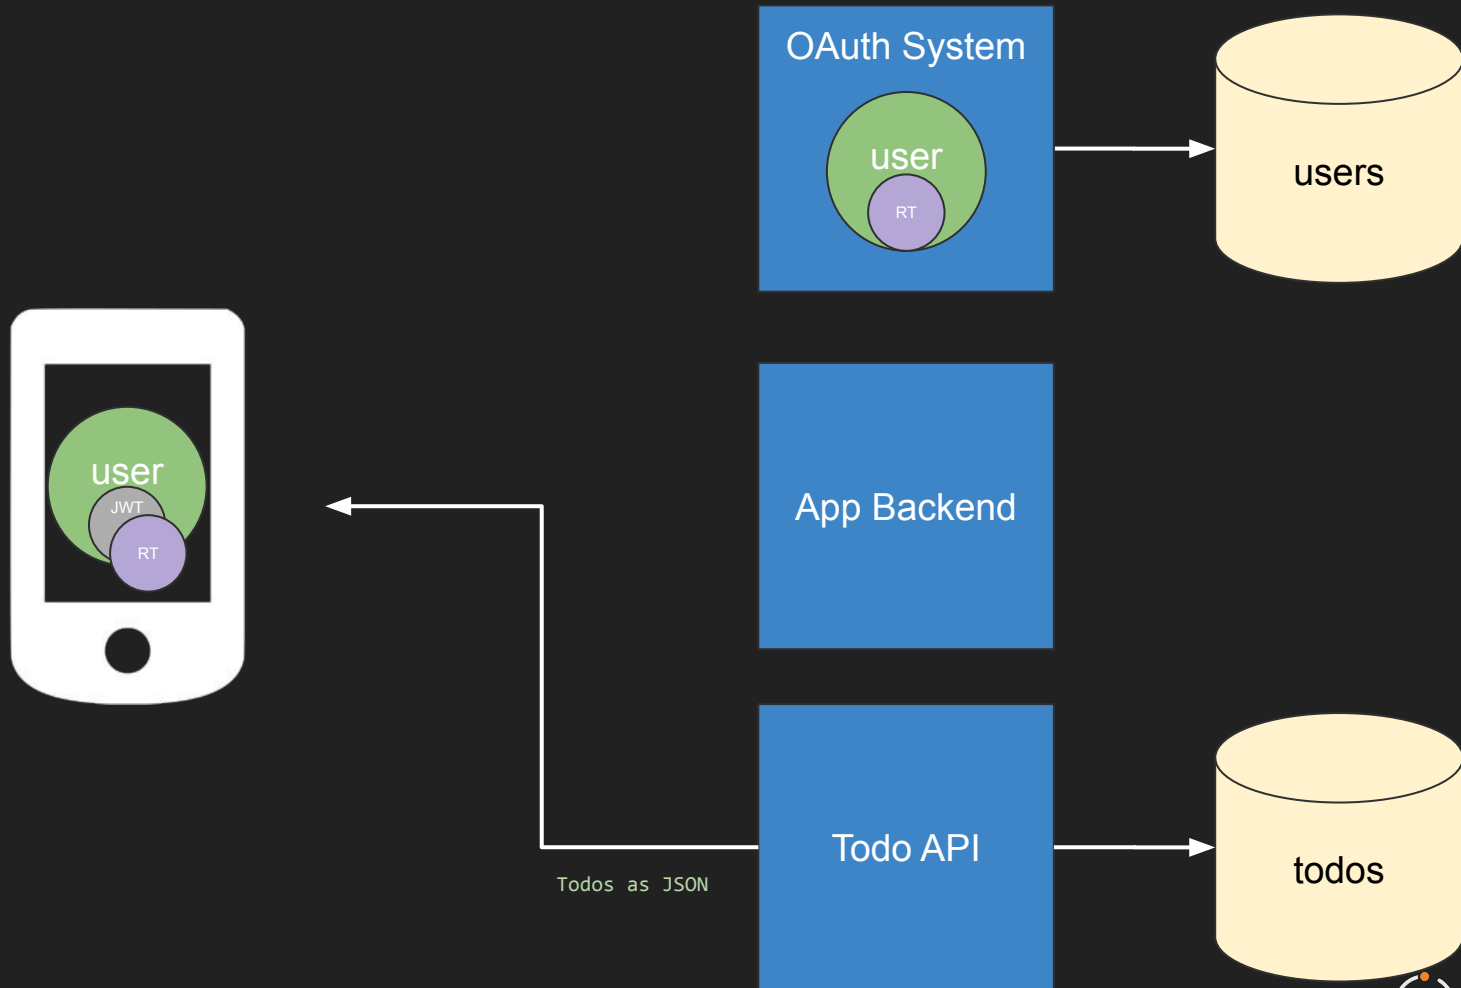 OAuth System
user
RT
users
user
JWT
RT
App Backend
Todo API
Todos as JSON
todos